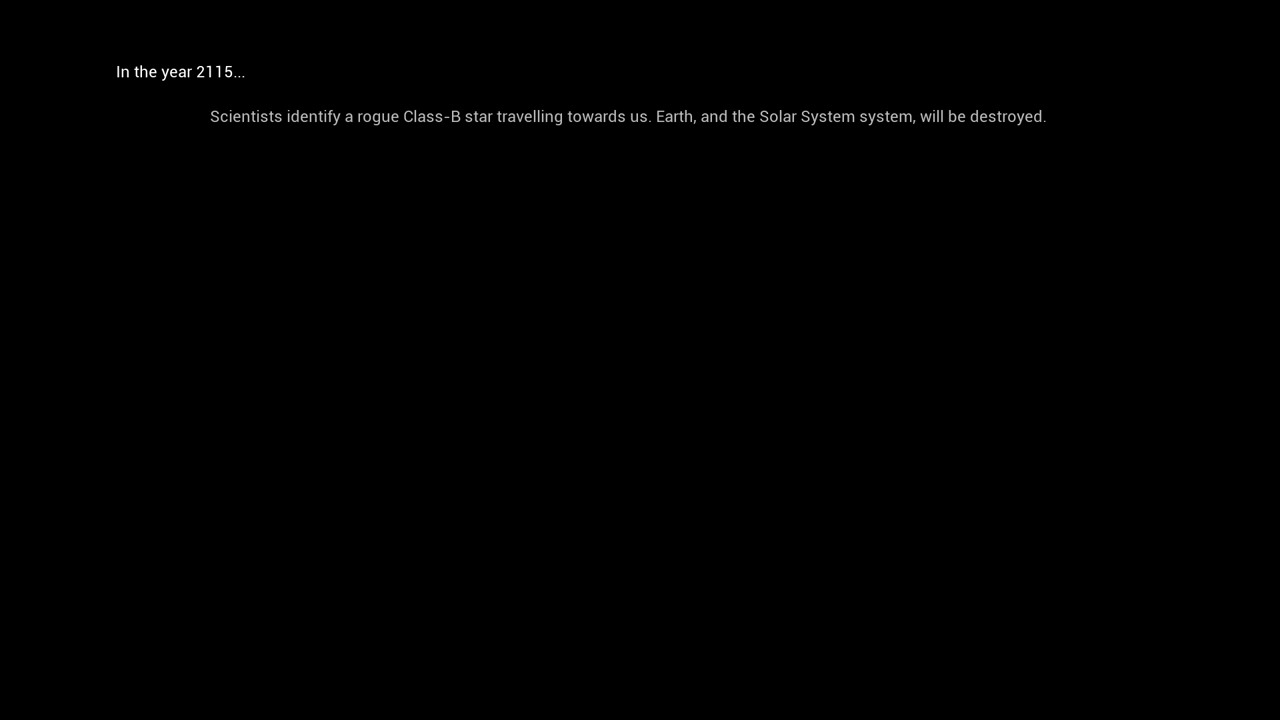 In the year 2115...
Scientists identify a rogue Class-B star travelling towards us. Earth, and the Solar System system, will be destroyed.